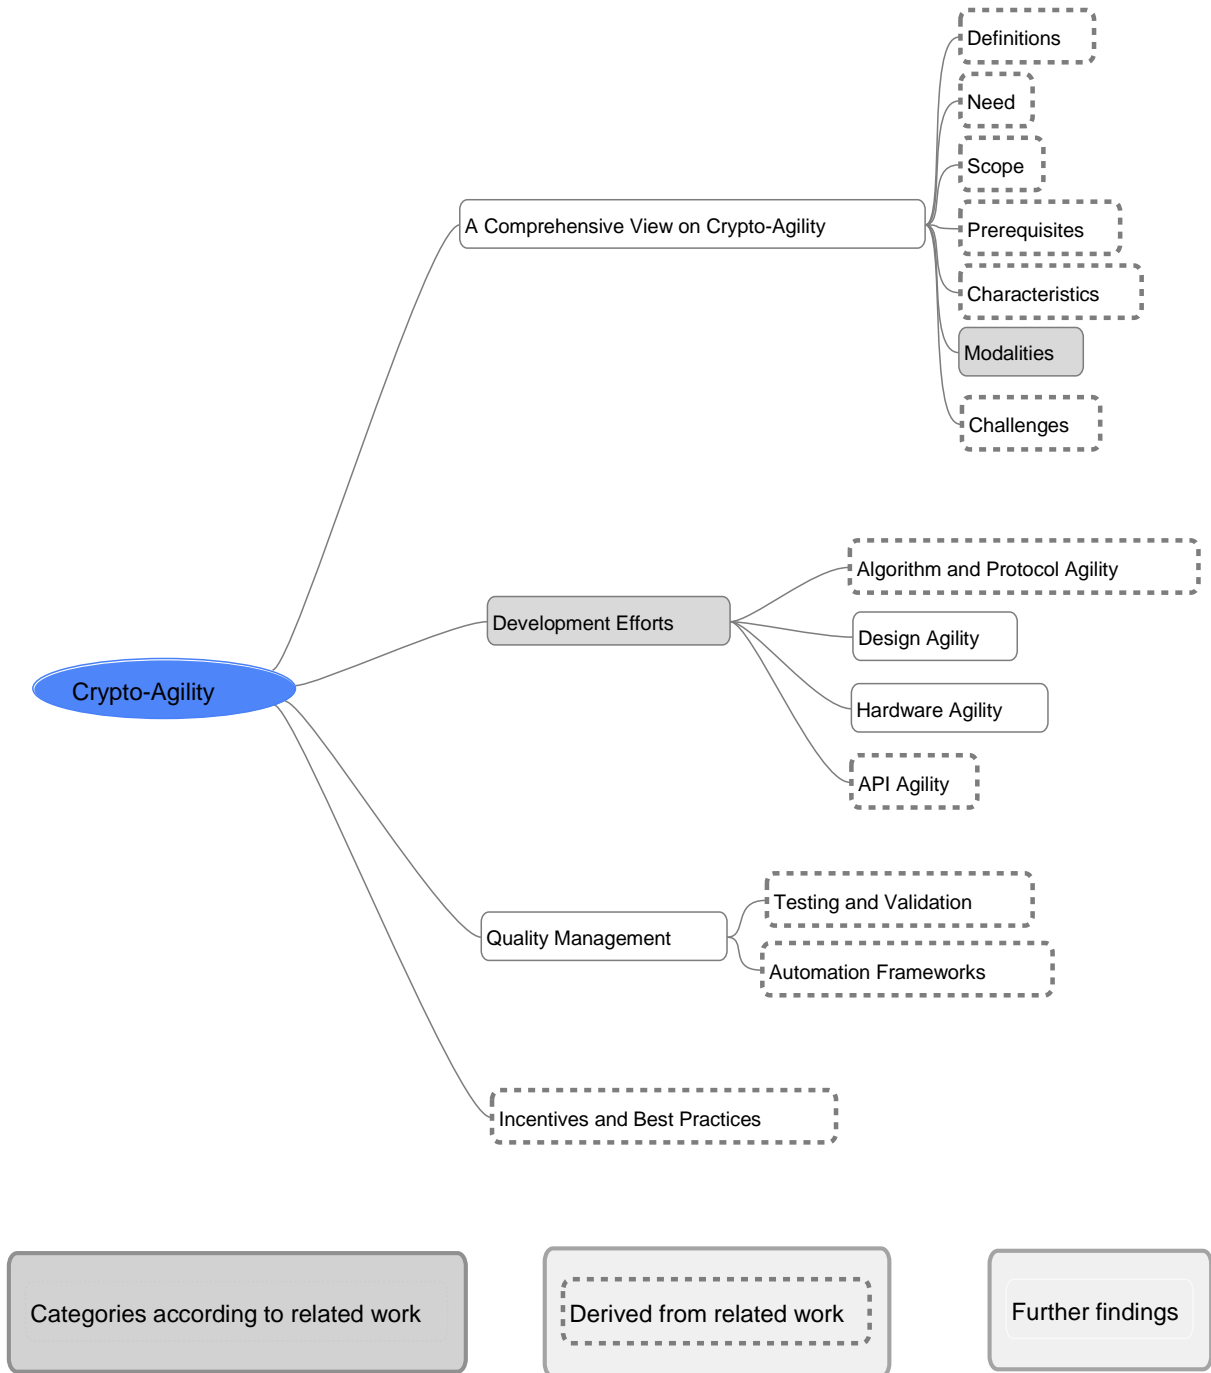 Definitions
Need
Scope
A Comprehensive View on Crypto-Agility
Prerequisites
Characteristics
Modalities
Challenges
Algorithm and Protocol Agility
Development Efforts
Design Agility
Crypto-Agility
Hardware Agility
API Agility
Testing and Validation
Quality Management
Automation Frameworks
Incentives and Best Practices
Categories according to related work
Derived from related work
Further findings